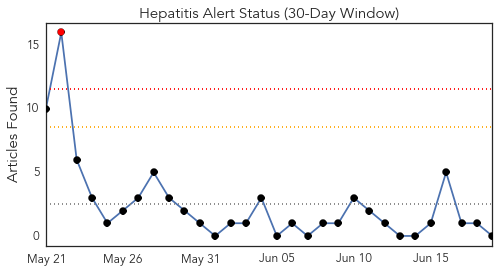 Hepatitis Alert Status (30-Day Window)
Articles Found
15
10
5
0
May 21 May 26 May 31 Jun 05 Jun 10 Jun 15